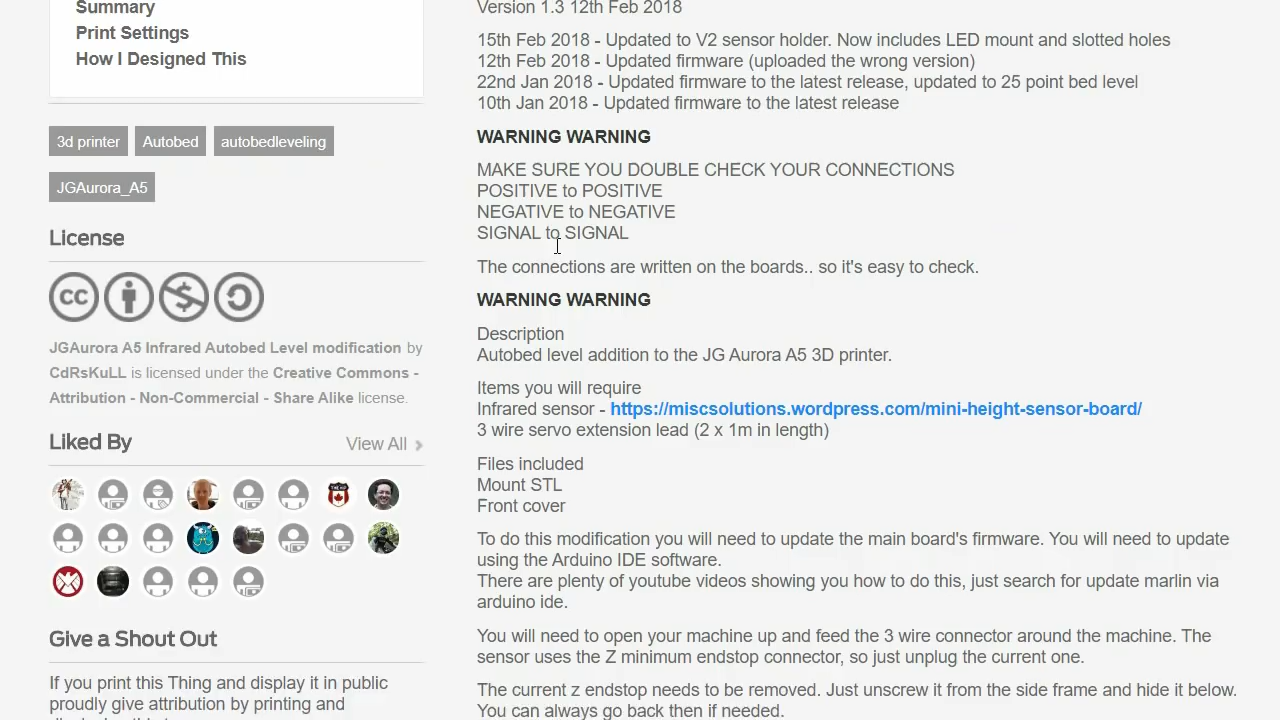 Summary
Print Settings
How I Designed This
3d printer
Autobed
autobedleveling
JGAurora_A5
License
cc
JGAurora A5 Infrared Autobed Level modification by
CdRsKuLL is licensed under the Creative Commons -
Attribution - Non-Commercial - Share Alike license.
Liked By
View All
Give a Shout Out
If you print this Thing and display it in public
proudly give attribution by printing and
Version 1.3 12th Feb 2018
15th Feb 2018 - Updated to V2 sensor holder. Now includes LED mount and slotted holes
12th Feb 2018 - Updated firmware (uploaded the wrong version)
22nd Jan 2018 - Updated firmware to the latest release, updated to 25 point bed level
10th Jan 2018 - Updated firmware to the latest release
WARNING WARNING
MAKE SURE YOU DOUBLE CHECK YOUR CONNECTIONS
POSITIVE to POSITIVE
NEGATIVE to NEGATIVE
SIGNAL to SIGNAL
The connections are written on the boards.. so it's easy to check.
WARNING WARNING
Description
Autobed level addition to the JG Aurora A5 3D printer.
Items you will require
Infrared sensor - https://miscsolutions.wordpress.com/mini-height-sensor-board/
3 wire servo extension lead (2 x 1m in length)
Files included
Mount STL
Front cover
To do this modification you will need to update the main board's firmware. You will need to update
using the Arduino IDE software.
There are plenty of youtube videos showing you how to do this, just search for update marlin via
arduino ide.
You will need to open your machine up and feed the 3 wire connector around the machine. The
sensor uses the Z minimum endstop connector, so just unplug the current one.
The current z endstop needs to be removed. Just unscrew it from the side frame and hide it below.
You can always go back then if needed.